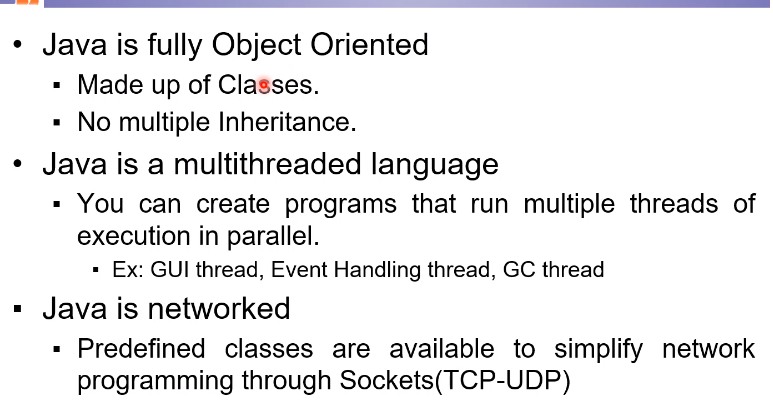 • Java is fully Object Oriented
▪ Made up of Classes.
▪ No multiple Inheritance.
• Java is a multithreaded language
▪ You can create programs that run multiple threads of
execution in parallel.
▪ Ex: GUI thread, Event Handling thread, GC thread
▪ Java is networked
▪ Predefined classes are available to simplify network
programming through Sockets(TCP-UDP)